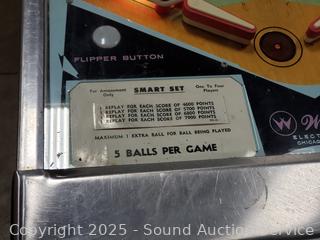 FLIPPER BUTTON
For Amusement Only
SMART SET
One To Four Players
1 REPLAY FOR EACH SCORE OF 4600 POINTS
1 REPLAY FOR EACH SCORE OF 5700 POINTS
1 REPLAY FOR EACH SCORE OF 6800 POINTS
1 REPLAY FOR EACH SCORE OF 7000 POINTS
MAXIMUM 1 EXTRA BALL FOR BALL BEING PLAYED
5 BALLS PER GAME
W
ELECT
CHICAG
Copyright 2025 - Sound Auction Service